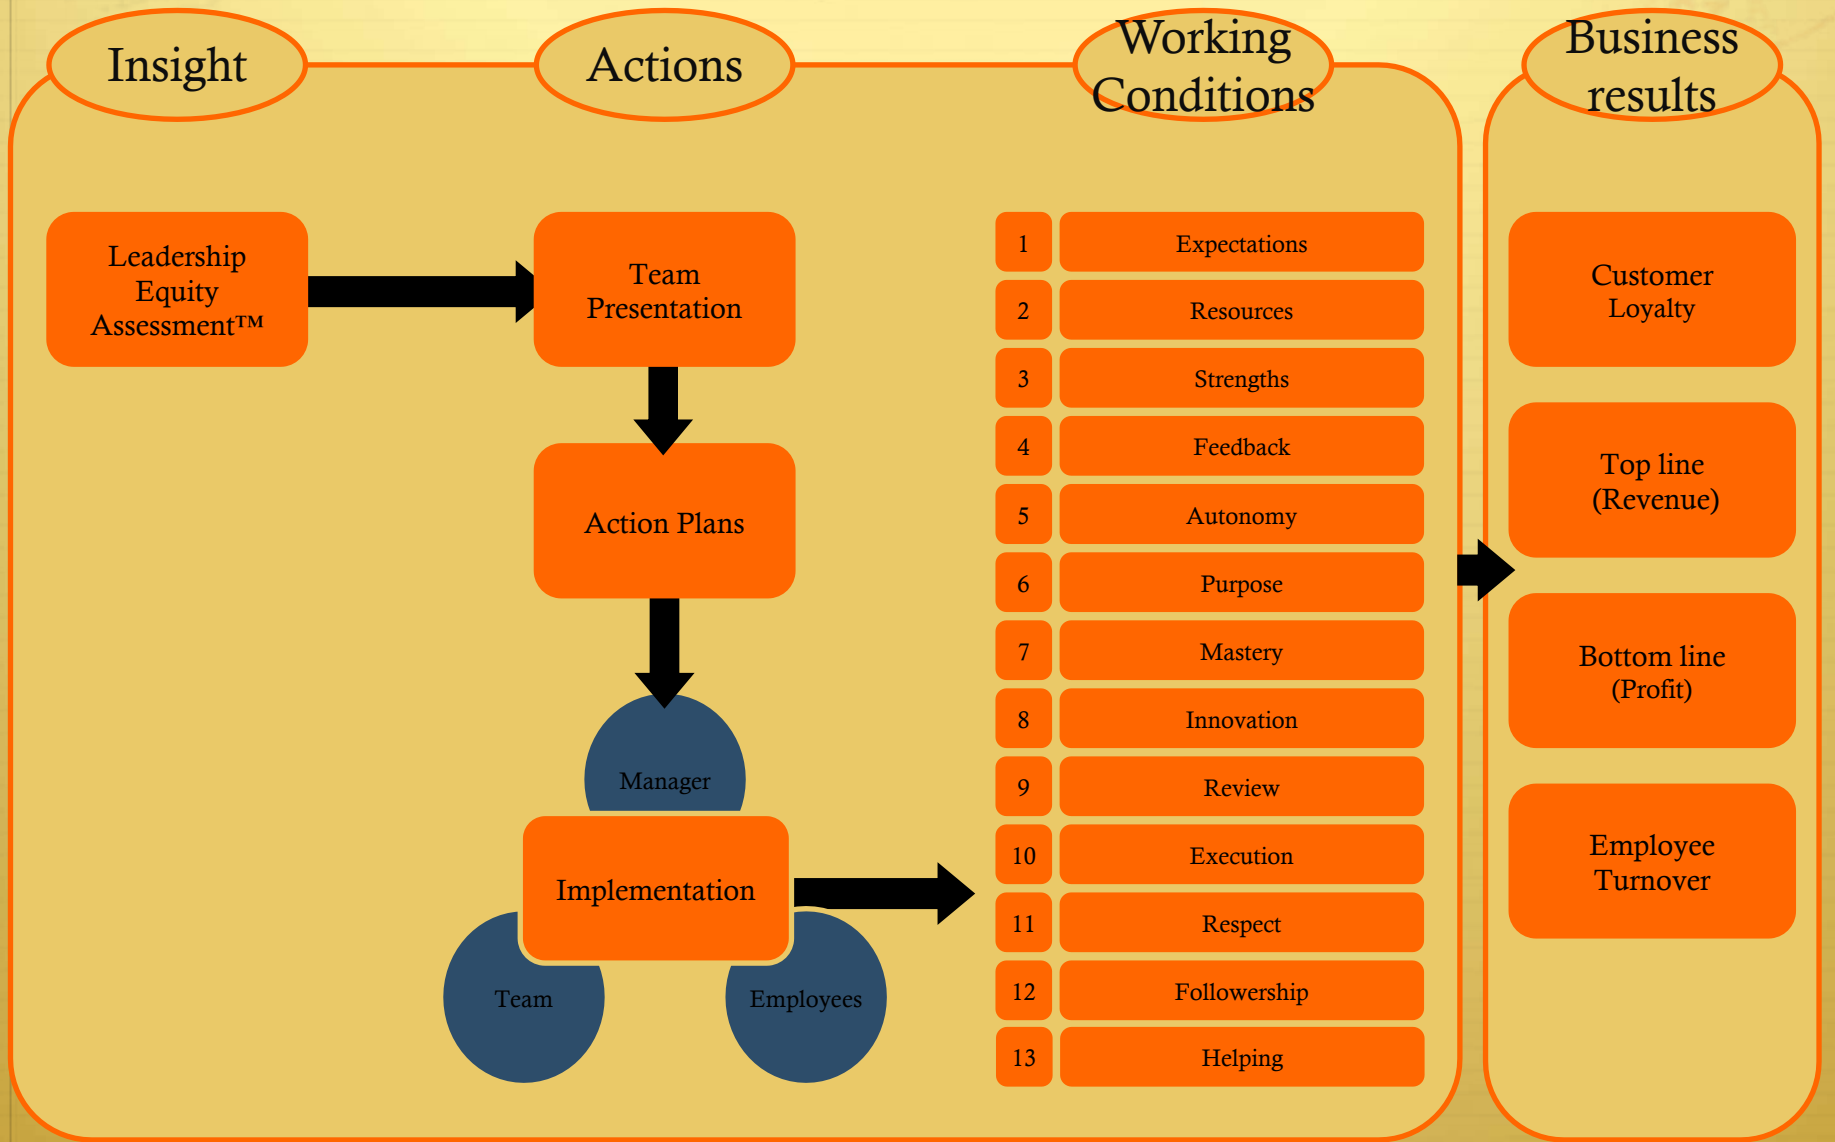 Insight
Actions
Working
Conditions
Business
results
Leadership
Equity
Assessment™
Team
Presentation
Action Plans
Manager
Implementation
Team
Employees
1 Expectations
2 Resources
3 Strengths
4 Feedback
5 Autonomy
6 Purpose
7 Mastery
8 Innovation
9 Review
10 Execution
11 Respect
12 Followership
13 Helping
Customer
Loyalty
Top line
(Revenue)
Bottom line
(Profit)
Employee
Turnover